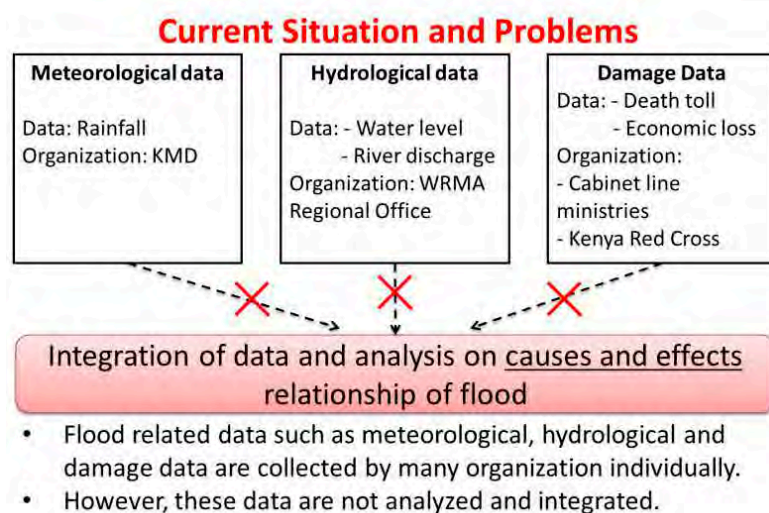 Current Situation and Problems
Meteorological data
Data: Rainfall
Organization: KMD
Hydrological data
Data: - Water level
- River discharge
Organization: WRMA
Regional Office
Damage Data
Data: - Death toll
- Economic loss
Organization:
- Cabinet line
ministries
- Kenya Red Cross
Integration of data and analysis on causes and effects
relationship of flood
• Flood related data such as meteorological, hydrological and
damage data are collected by many organization individually.
• However, these data are not analyzed and integrated.